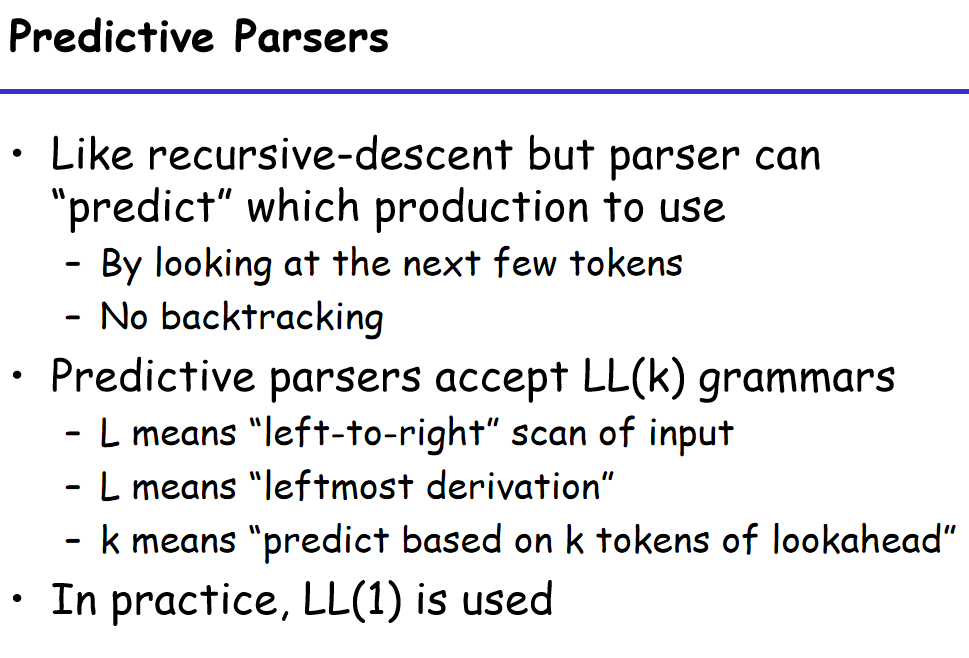 Predictive Parsers
• Like recursive-descent but parser can
“predict” which production to use
– By looking at the next few tokens
– No backtracking
• Predictive parsers accept LL(k) grammars
– L means “left-to-right” scan of input
– L means “leftmost derivation”
– k means “predict based on k tokens of lookahead”
• In practice, LL(1) is used